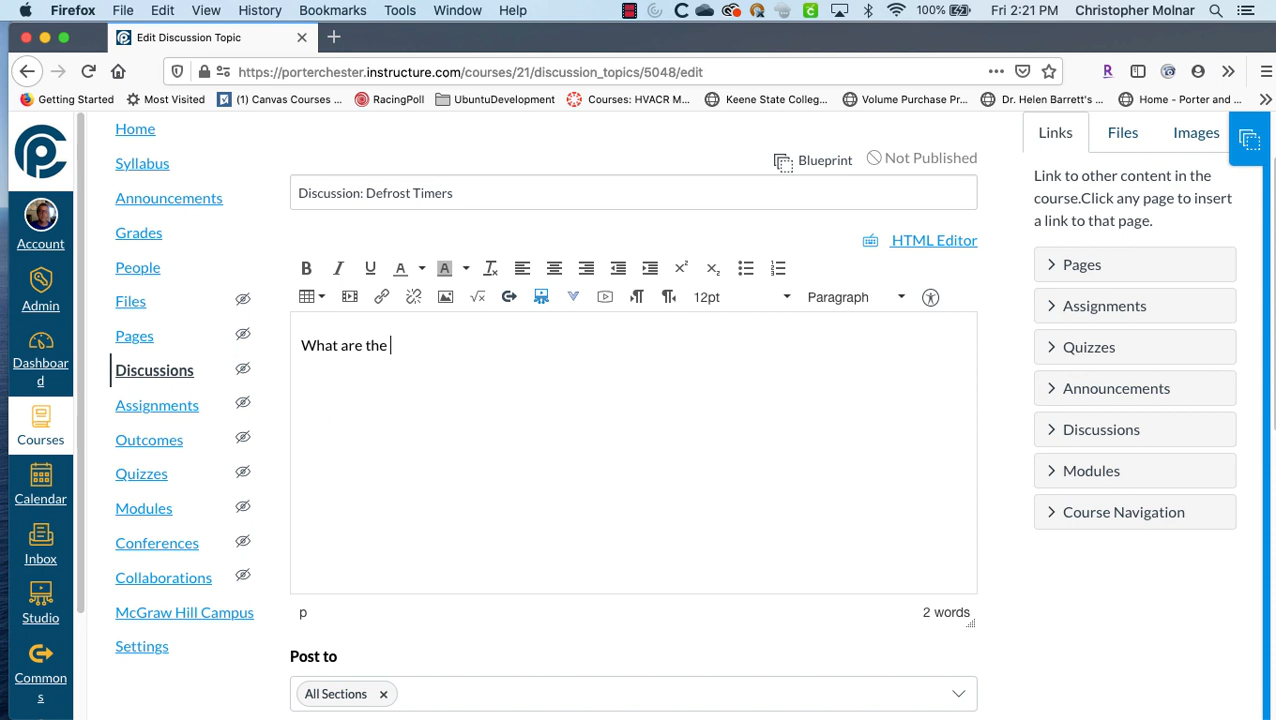 Firefox File Edit View History Bookmarks Tools Window Help 100% Fri 2:21 PM Christopher Molnar
Edit Discussion Topic
https://porterchester.instructure.com/courses/21/discussion_topics/5048/edit
Getting Started Most Visited (1) Canvas Courses ... RacingPoll UbuntuDevelopment Courses: HVACR M... Keene State Colleg... Volume Purchase Pr... Dr. Helen Barrett's... Home - Porter and ...
Account
Admin
Dashboar
d
Courses
Calendar
Inbox
Studio
Common
s
Home
Syllabus
Announcements
Grades
People
Files
Pages
Discussions
Assignments
Outcomes
Quizzes
Modules
Conferences
Collaborations
McGraw Hill Campus
Settings
Blueprint Not Published
Discussion: Defrost Timers
HTML Editor
12pt Paragraph
What are the
p 2 words
Post to
All Sections
Links Files Images
Link to other content in the
course.Click any page to insert
a link to that page.
Pages
Assignments
Quizzes
Announcements
Discussions
Modules
Course Navigation